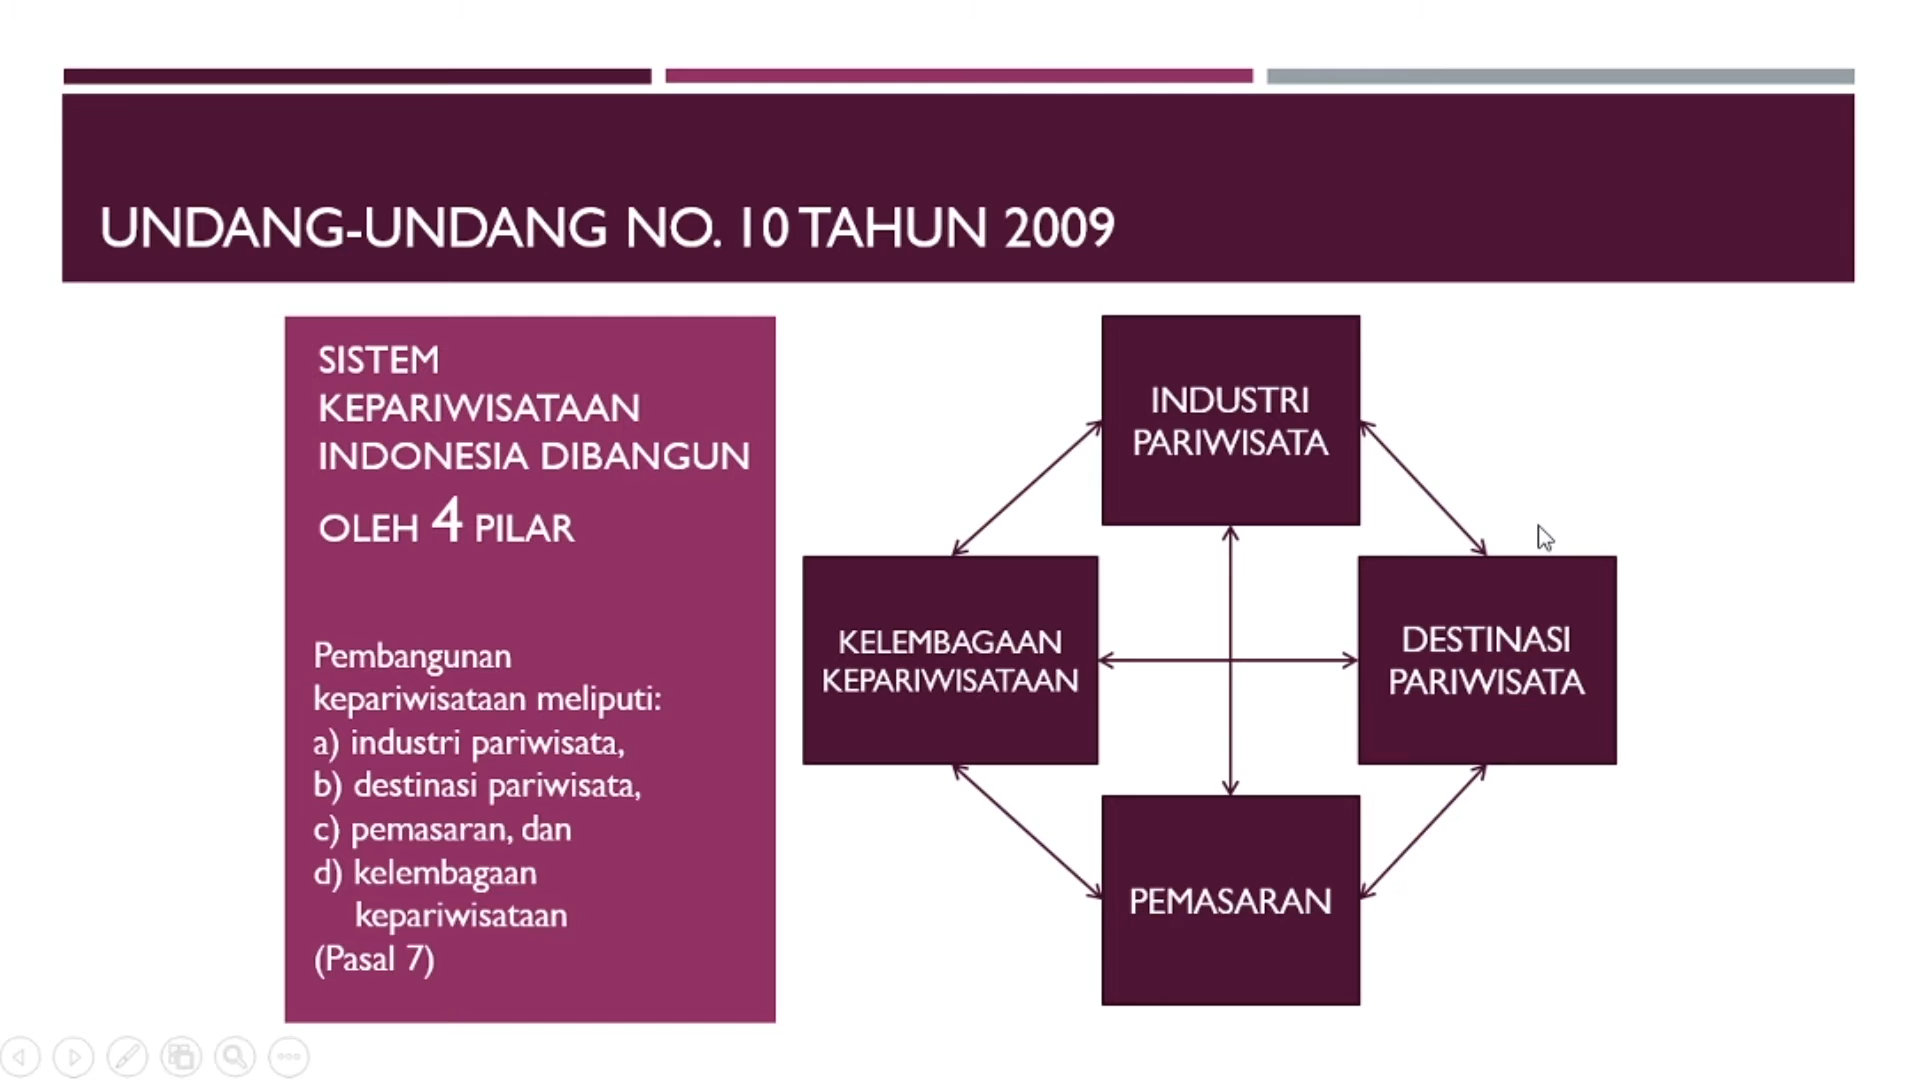 UNDANG-UNDANG NO. 10 TAHUN 2009
SISTEM
KEPARIWISATAAN
INDONESIA DIBANGUN
OLEH 4 PILAR
Pembangunan
kepariwisataan meliputi:
a) industri pariwisata,
b) destinasi pariwisata,
c) pemasaran, dan
d) kelembagaan
kepariwisataan
(Pasal 7)
INDUSTRI
PARIWISATA
KELEMBAGAAN
KEPARIWISATAAN
DESTINASI
PARIWISATA
PEMASARAN